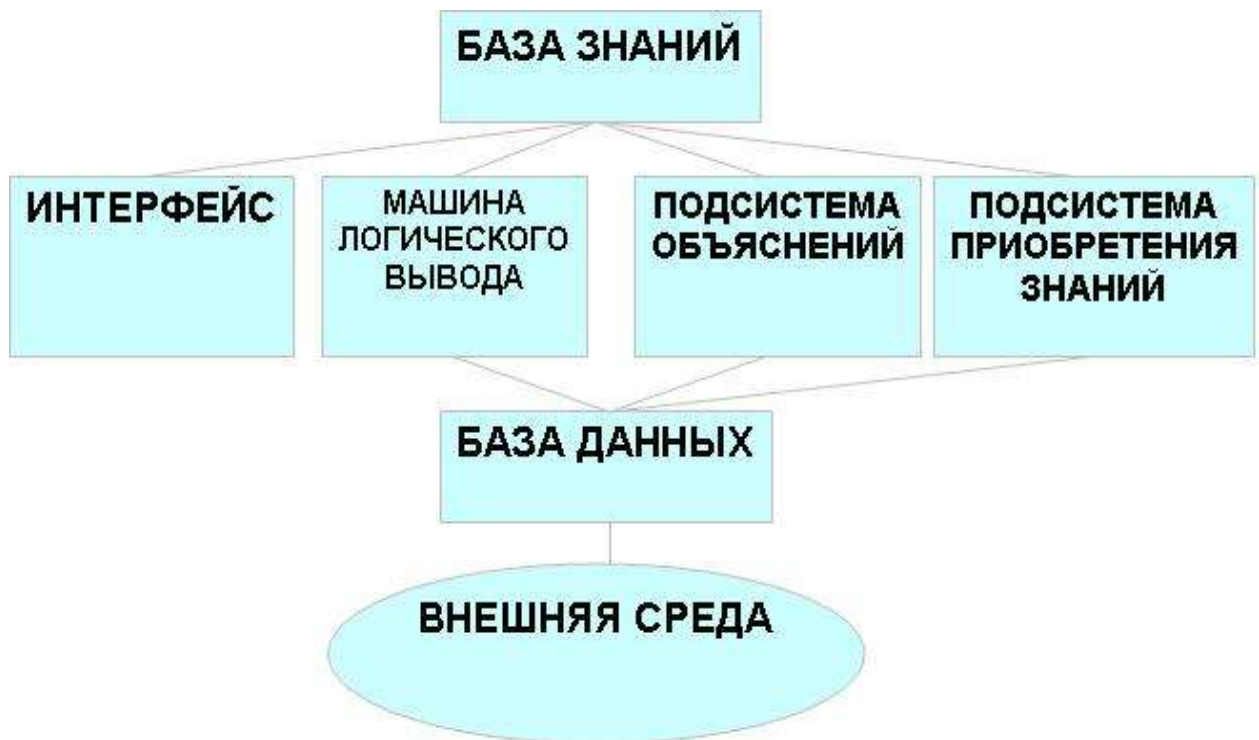 БАЗА ЗНАНИЙ
ИНТЕРФЕЙС
МАШИНА
ЛОГИЧЕСКОГО
ВЫВОДА
ПОДСИСТЕМА
ОБЪЯСНЕНИЙ
ПОДСИСТЕМА
ПРИОБРЕТЕНИЯ
ЗНАНИЙ
БАЗА ДАННЫХ
ВНЕШНЯЯ СРЕДА